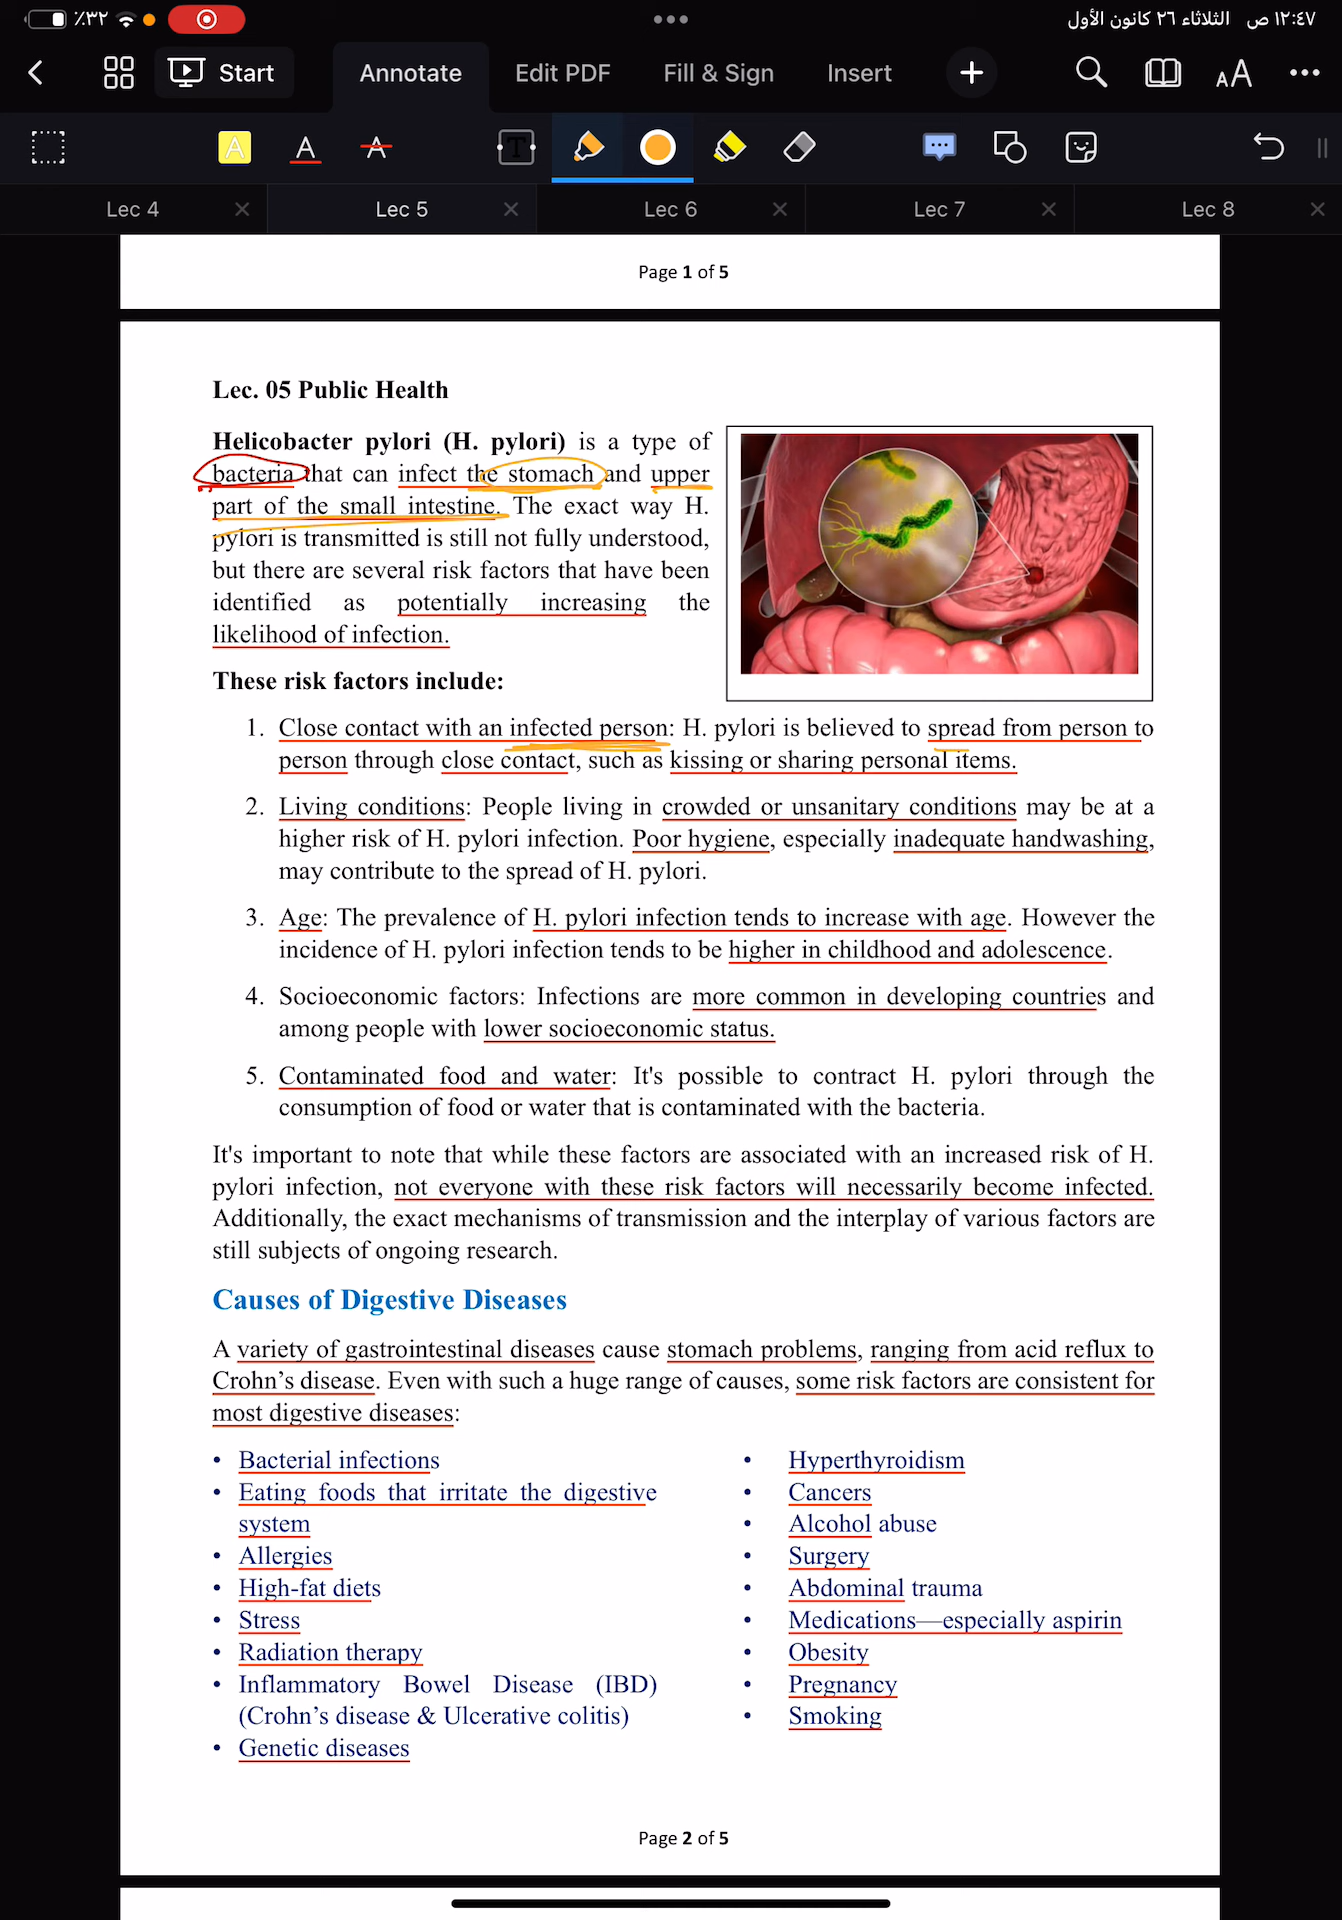 ٪٣٢
١٢:٤٧ ص الثلاثاء ٢٦ كانون الأول
Start
Annotate
Edit PDF
Fill & Sign
Insert
AA
A A A T
Lec 4
Lec 5
Lec 6
Lec 7
Lec 8
Page 1 of 5
Lec. 05 Public Health
Helicobacter pylori (H. pylori) is a type of
bacteria that can infect the stomach and upper
part of the small intestine. The exact way H.
pylori is transmitted is still not fully understood,
but there are several risk factors that have been
identified as potentially increasing the
likelihood of infection.
These risk factors include:
1. Close contact with an infected person: H. pylori is believed to spread from person to
person through close contact, such as kissing or sharing personal items.
2. Living conditions: People living in crowded or unsanitary conditions may be at a
higher risk of H. pylori infection. Poor hygiene, especially inadequate handwashing,
may contribute to the spread of H. pylori.
3. Age: The prevalence of H. pylori infection tends to increase with age. However the
incidence of H. pylori infection tends to be higher in childhood and adolescence.
4. Socioeconomic factors: Infections are more common in developing countries and
among people with lower socioeconomic status.
5. Contaminated food and water: It's possible to contract H. pylori through the
consumption of food or water that is contaminated with the bacteria.
It's important to note that while these factors are associated with an increased risk of H.
pylori infection, not everyone with these risk factors will necessarily become infected.
Additionally, the exact mechanisms of transmission and the interplay of various factors are
still subjects of ongoing research.
Causes of Digestive Diseases
A variety of gastrointestinal diseases cause stomach problems, ranging from acid reflux to
Crohn’s disease. Even with such a huge range of causes, some risk factors are consistent for
most digestive diseases:
• Bacterial infections
• Eating foods that irritate the digestive
system
• Allergies
• High-fat diets
• Stress
• Radiation therapy
• Inflammatory Bowel Disease (IBD)
(Crohn’s disease & Ulcerative colitis)
• Genetic diseases
• Hyperthyroidism
• Cancers
• Alcohol abuse
• Surgery
• Abdominal trauma
• Medications—especially aspirin
• Obesity
• Pregnancy
• Smoking
Page 2 of 5